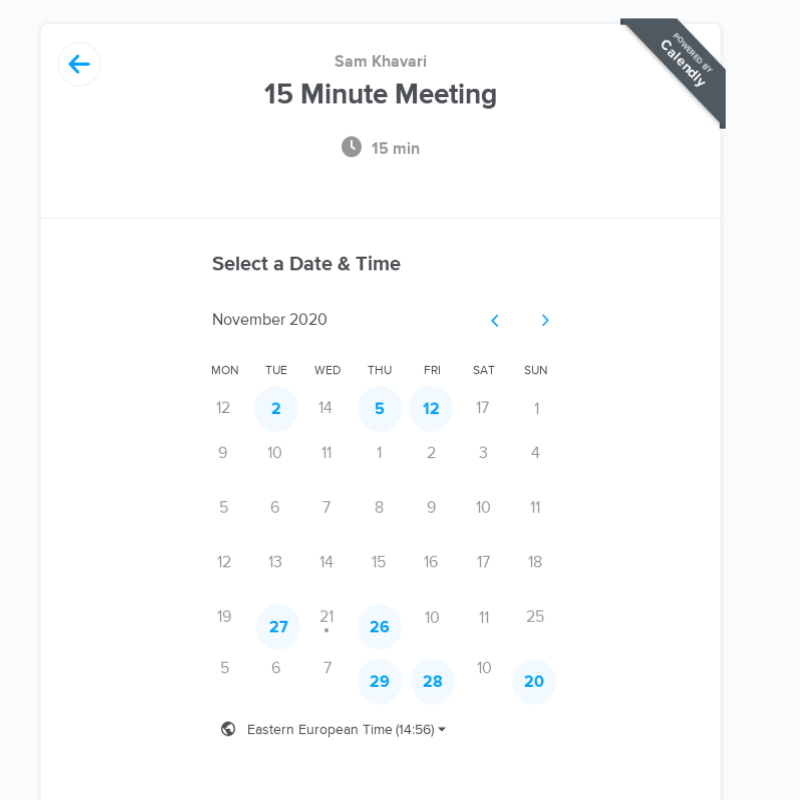 POWERED BY
Calendly
Sam Khavari
15 Minute Meeting
15 min
Select a Date & Time
November 2020
MON TUE WED THU FRI SAT SUN
12 2 14 5 12 17 1
9 10 11 1 2 3 4
5 6 7 8 9 10 11
12 13 14 15 16 17 18
19 27 21 26 10 11 25
5 6 7 29 28 10 20
Eastern European Time (14:56)